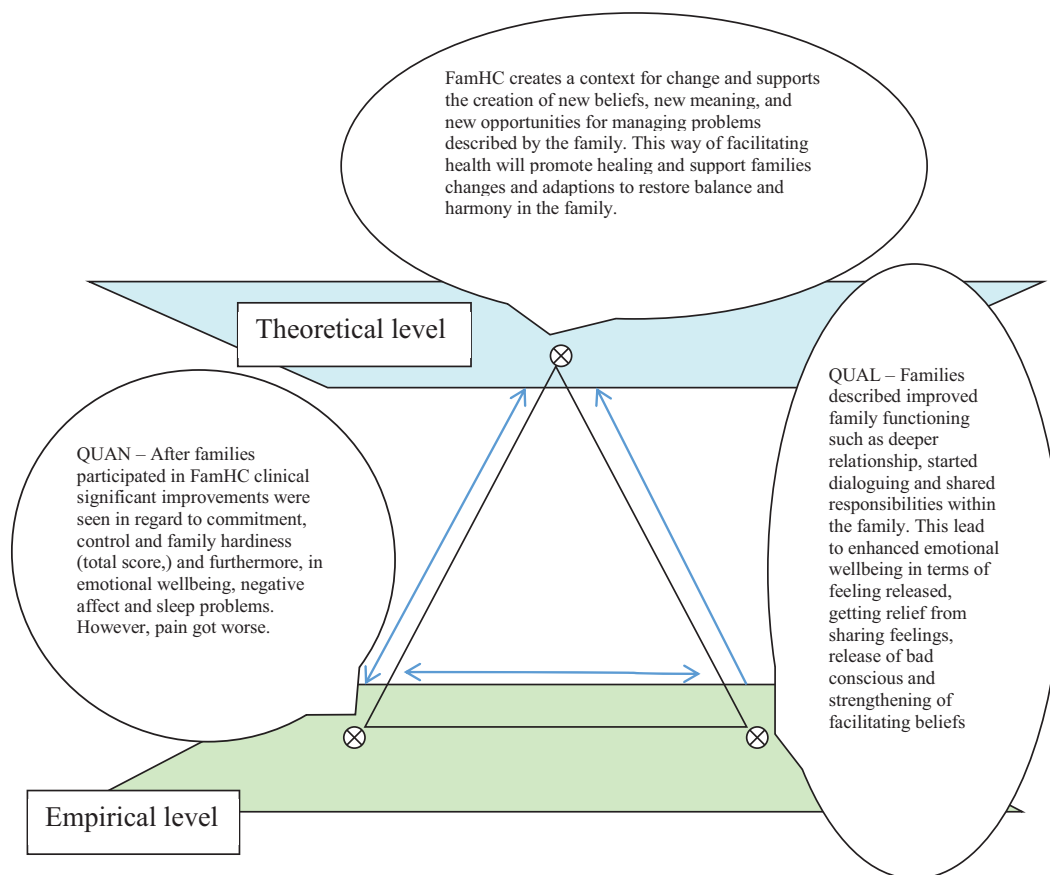 FamHC creates a context for change and supports
the creation of new beliefs, new meaning, and
new opportunities for managing problems
described by the family. This way of facilitating
health will promote healing and support families
changes and adaptions to restore balance and
harmony in the family.
Theoretical level
QUAN – After families
participated in FamHC clinical
significant improvements were
seen in regard to commitment,
control and family hardiness
(total score,) and furthermore, in
emotional wellbeing, negative
affect and sleep problems.
However, pain got worse.
QUAL – Families
described improved
family functioning
such as deeper
relationship, started
dialoguing and shared
responsibilities within
the family. This lead
to enhanced emotional
wellbeing in terms of
feeling released,
getting relief from
sharing feelings,
release of bad
conscious and
strengthening of
facilitating beliefs
Empirical level